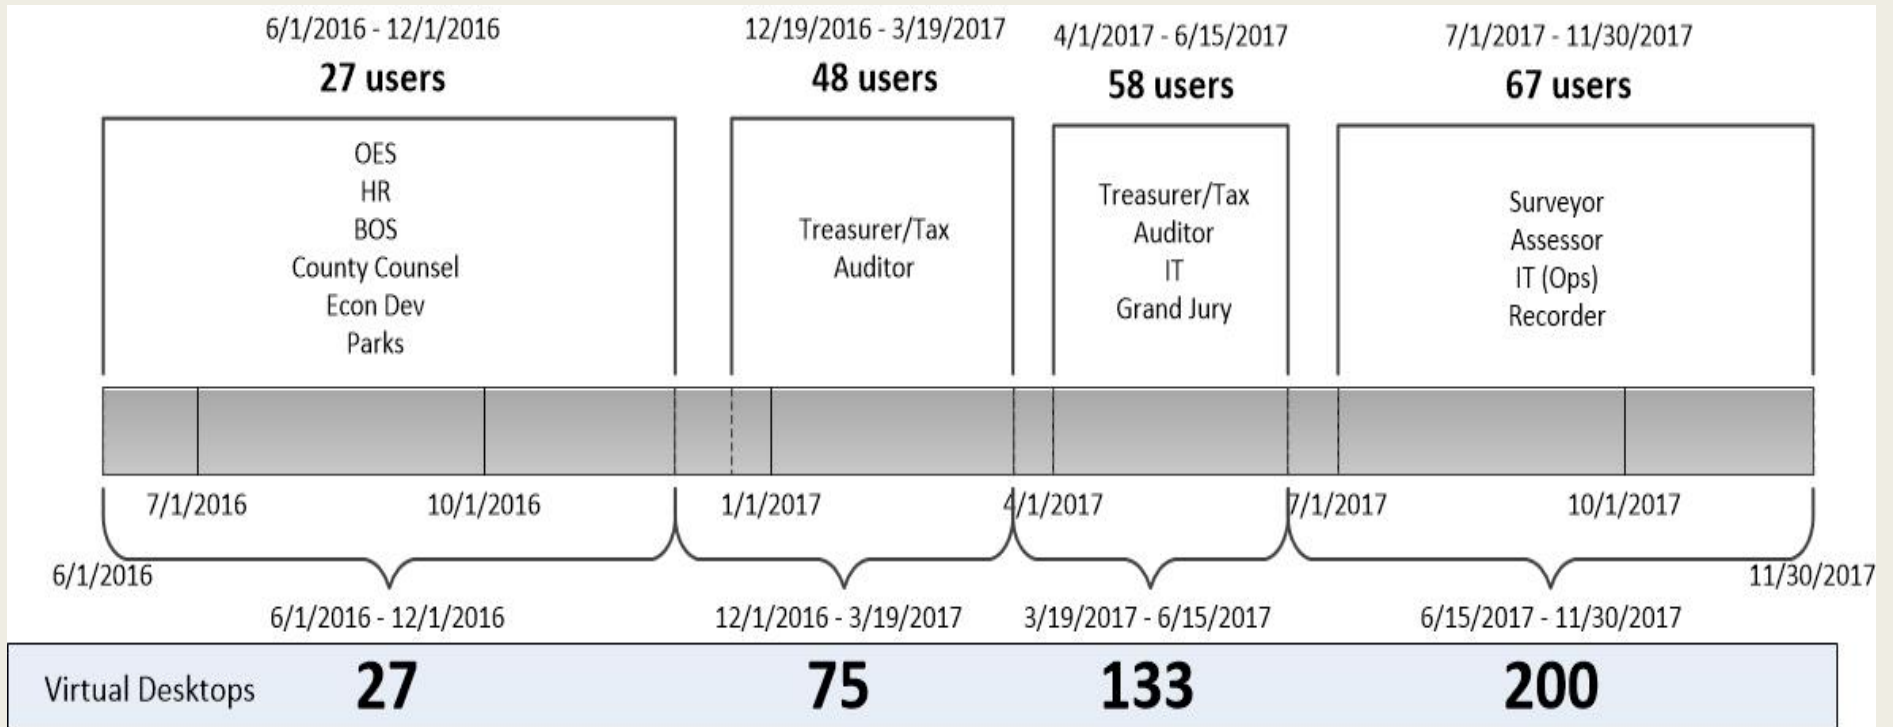 6/1/2016 - 12/1/2016
27 users
OES
HR
BOS
County Counsel
Econ Dev
Parks
12/19/2016 - 3/19/2017
48 users
Treasurer/Tax
Auditor
4/1/2017 - 6/15/2017
58 users
Treasurer/Tax
Auditor
IT
Grand Jury
7/1/2017 - 11/30/2017
67 users
Surveyor
Assessor
IT (Ops)
Recorder
7/1/2016
10/1/2016
1/1/2017
4/1/2017
7/1/2017
10/1/2017
6/1/2016
11/30/2017
6/1/2016 - 12/1/2016
12/1/2016 - 3/19/2017
3/19/2017 - 6/15/2017
6/15/2017 - 11/30/2017
Virtual Desktops 27 75 133 200